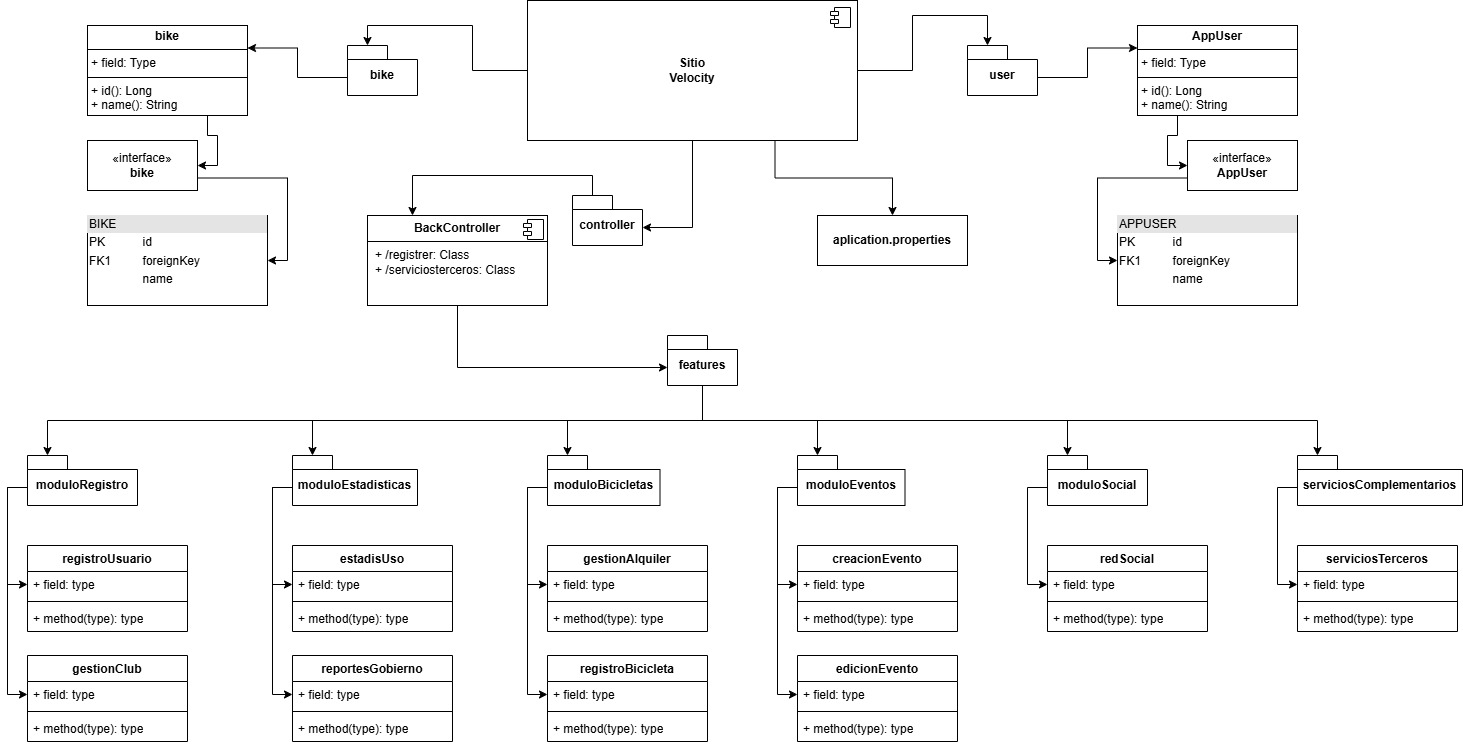 Sitio
Velocity
bike
+ field: Type
+ id(): Long
+ name(): String
bike
user
AppUser
+ field: Type
+ id(): Long
+ name(): String
«interface»
bike
«interface»
AppUser
BIKE
PK id
FK1 foreignKey
name
BackController
+ /registrer: Class
+ /serviciosterceros: Class
controller
aplication.properties
APPUSER
PK id
FK1 foreignKey
name
features
moduloRegistro
moduloEstadisticas
moduloBicicletas
moduloEventos
moduloSocial
serviciosComplementarios
registroUsuario
+ field: type
+ method(type): type
estadisUso
+ field: type
+ method(type): type
gestionAlquiler
+ field: type
+ method(type): type
creacionEvento
+ field: type
+ method(type): type
redSocial
+ field: type
+ method(type): type
serviciosTerceros
+ field: type
+ method(type): type
gestionClub
+ field: type
+ method(type): type
reportesGobierno
+ field: type
+ method(type): type
registroBicicleta
+ field: type
+ method(type): type
edicionEvento
+ field: type
+ method(type): type